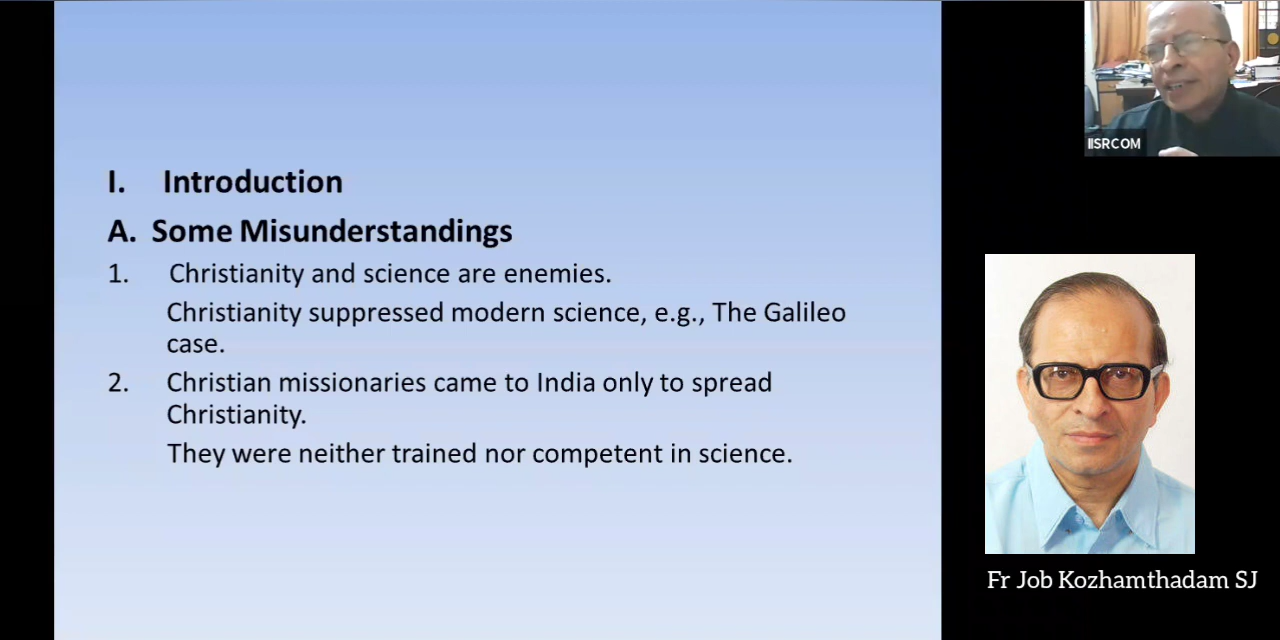 I. Introduction
A. Some Misunderstandings
1. Christianity and science are enemies.
Christianity suppressed modern science, e.g., The Galileo
case.
2. Christian missionaries came to India only to spread
Christianity.
They were neither trained nor competent in science.
IISRCOM
Fr Job Kozhamthadam SJ